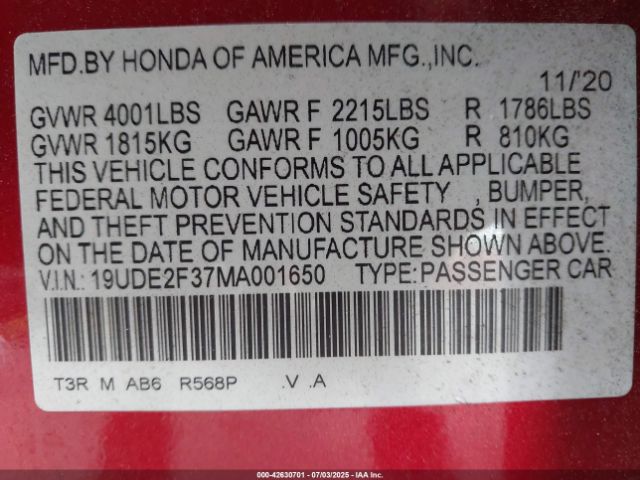 MFD.BY HONDA OF AMERICA MFG.,INC.
11/'20
GVWR 4001LBS GAWR F 2215LBS R 1786LBS
GVWR 1815KG GAWR F 1005KG R 810KG
THIS VEHICLE CONFORMS TO ALL APPLICABLE
FEDERAL MOTOR VEHICLE SAFETY , BUMPER,
AND THEFT PREVENTION STANDARDS IN EFFECT
ON THE DATE OF MANUFACTURE SHOWN ABOVE.
V.I.N: 19UDE2F37MA001650 TYPE:PASSENGER CAR
T3R M AB6 R568P .V .A
000-42630701 - 07/03/2025 - IAA Inc.